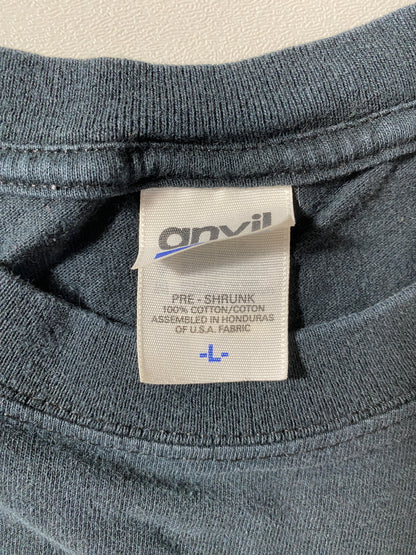 anvil
PRE - SHRUNK
100% COTTON/COTON
ASSEMBLED IN HONDURAS
OF U.S.A. FABRIC
-L-